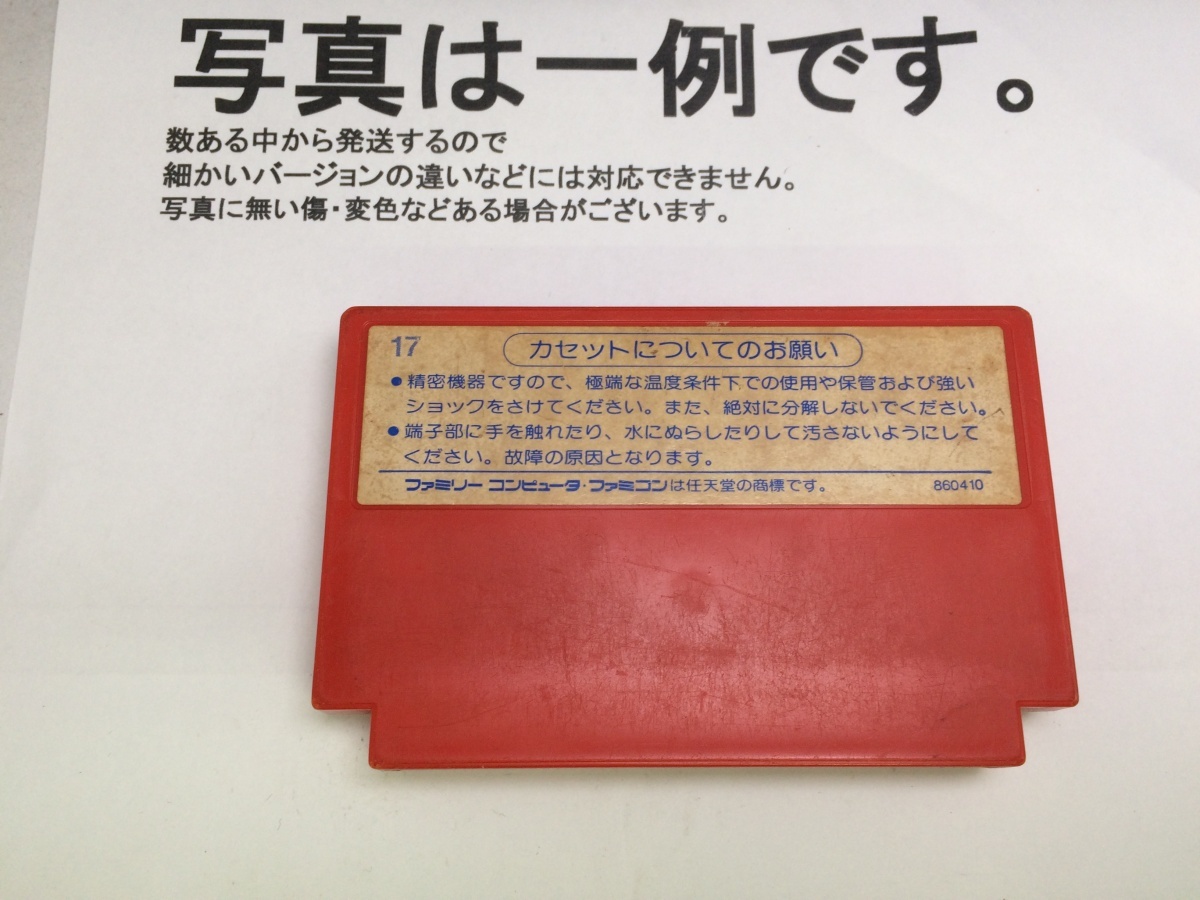 写真は一例です。
数ある中から発送するので
細かいバージョンの違いなどには対応できません。
写真に無い傷・変色などある場合がございます。
17
カセットについてのお願い
●精密機器ですので、極端な温度条件下での使用や保管および強い
ショックをさけてください。また、絶対に分解しないでください。
●端子部に手を触れたり、水にぬらしたりして汚さないようにして
ください。故障の原因となります。
ファミリー コンピュータ・ファミコンは任天堂の商標です。 860410